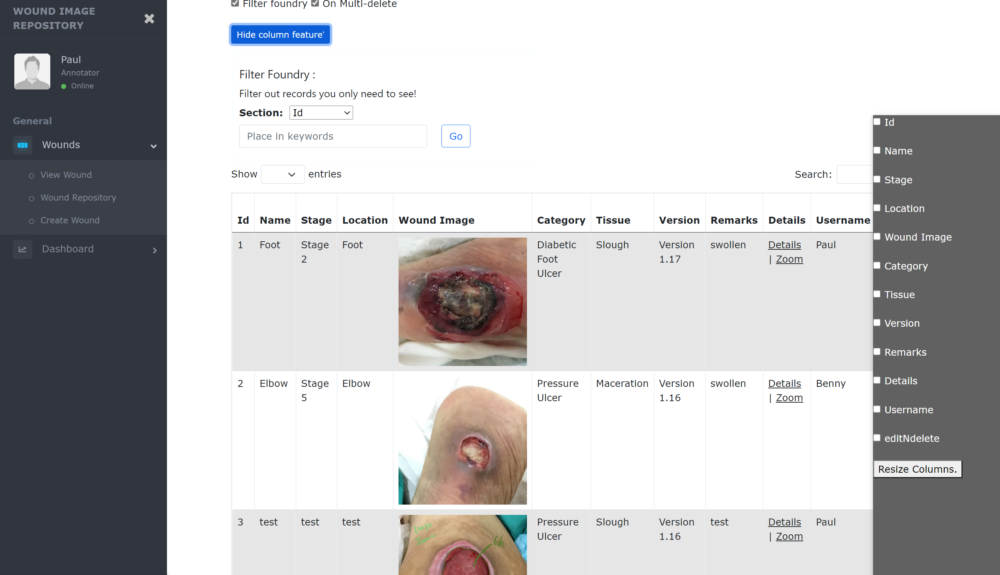 WOUND IMAGE
REPOSITORY
Paul
Annotator
Online
General
Wounds
View Wound
Wound Repository
Create Wound
Dashboard
Filter foundry On Multi-delete
Hide column feature’
Filter Foundry :
Filter out records you only need to see!
Section: Id
Place in keywords Go
Show entries Search:
Id Name Stage Location Wound Image Category Tissue Version Remarks Details Username
1 Foot Stage Foot Diabetic Slough Version swollen Details Paul
2 Foot 1.17 | Zoom
Ulcer
2 Elbow Stage Elbow Pressure Maceration Version swollen Details Benny
5 Ulcer 1.16 | Zoom
3 test test test Pressure Slough Version test Details Paul
Ulcer 1.16 | Zoom
Id
Name
Stage
Location
Wound Image
Category
Tissue
Version
Remarks
Details
Username
editNdelete
Resize Columns.